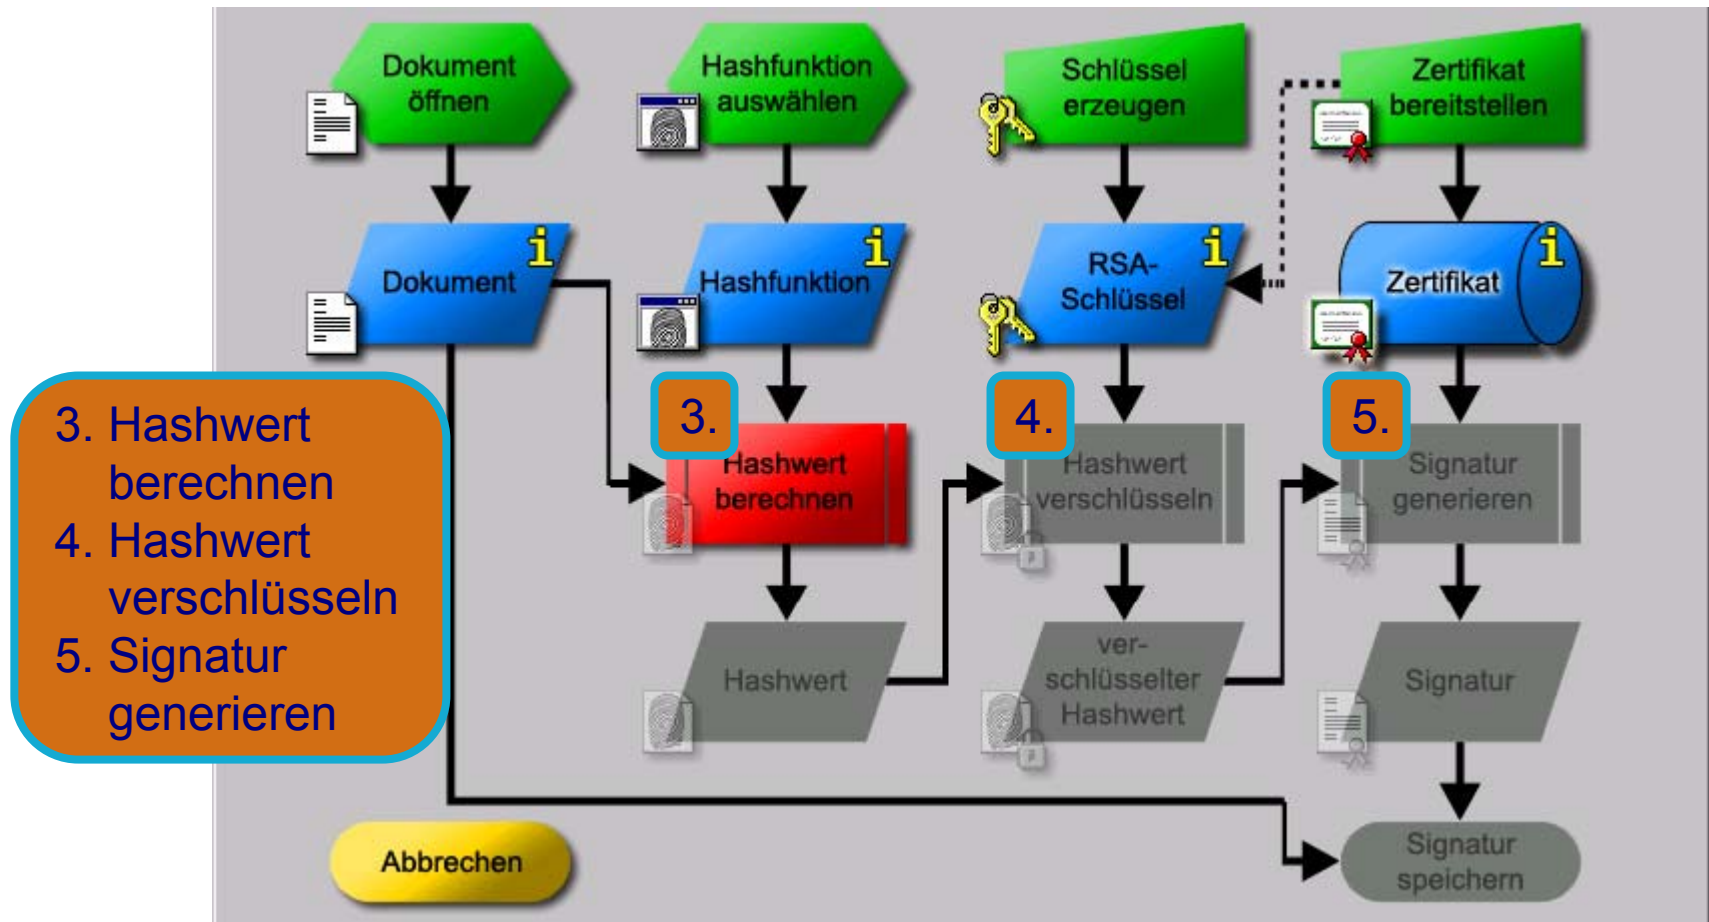 Dokument
öffnen
Hashfunktion
auswählen
Schlüssel
erzeugen
Zertifikat
bereitstellen
Dokument
i
Hashfunktion
i
RSA-
Schlüssel
i
Zertifikat
i
3. Hashwert
berechnen
4. Hashwert
verschlüsseln
5. Signatur
generieren
3.
Hashwert
berechnen
4.
Hashwert
verschlüsseln
5.
Signatur
generieren
Hashwert
ver-
schlüsselter
Hashwert
Signatur
Abbrechen
Signatur
speichern